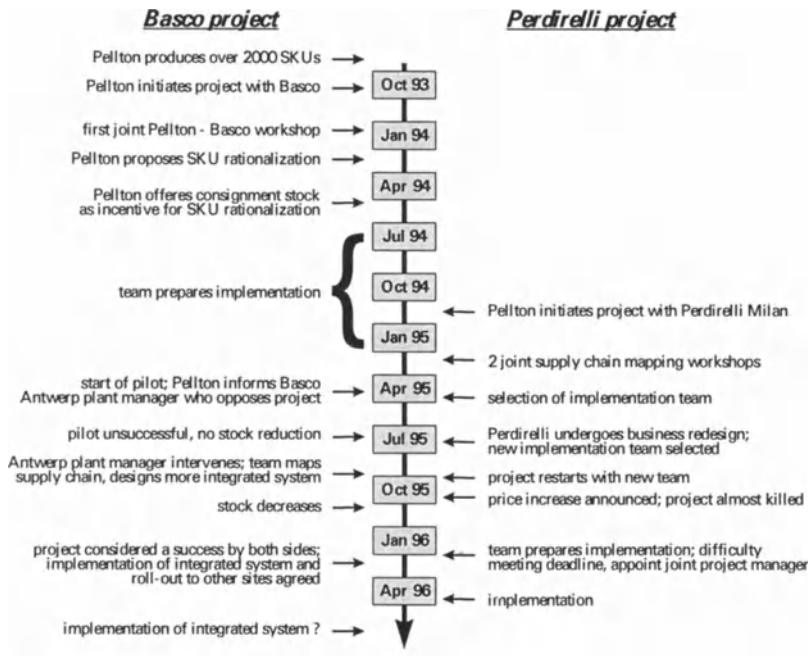 Basco project
Perdirelli project
Pellton produces over 2000 SKUs
Oct 93
Pellton initiates project with Basco
first joint Pellton - Basco workshop
Jan 94
Pellton proposes SKU rationalization
Apr 94
Pellton offeres consignment stock
as incentive for SKU rationalization
Jul 94
team prepares implementation
Oct 94
Pellton initiates project with Perdirelli Milan
Jan 95
2 joint supply chain mapping workshops
start of pilot; Pellton informs Basco
Antwerp plant manager who opposes project
Apr 95
selection of implementation team
pilot unsuccessful, no stock reduction
Jul 95
Perdirelli undergoes business redesign;
new implementation team selected
Antwerp plant manager intervenes; team maps
supply chain, designs more integrated system
project restarts with new team
Oct 95
price increase announced; project almost killed
stock decreases
Jan 96
project considered a success by both sides;
implementation of integrated system and
roll-out to other sites agreed
team prepares implementation; difficulty
meeting deadline, appoint joint project manager
Apr 96
implementation
implementation of integrated system ?